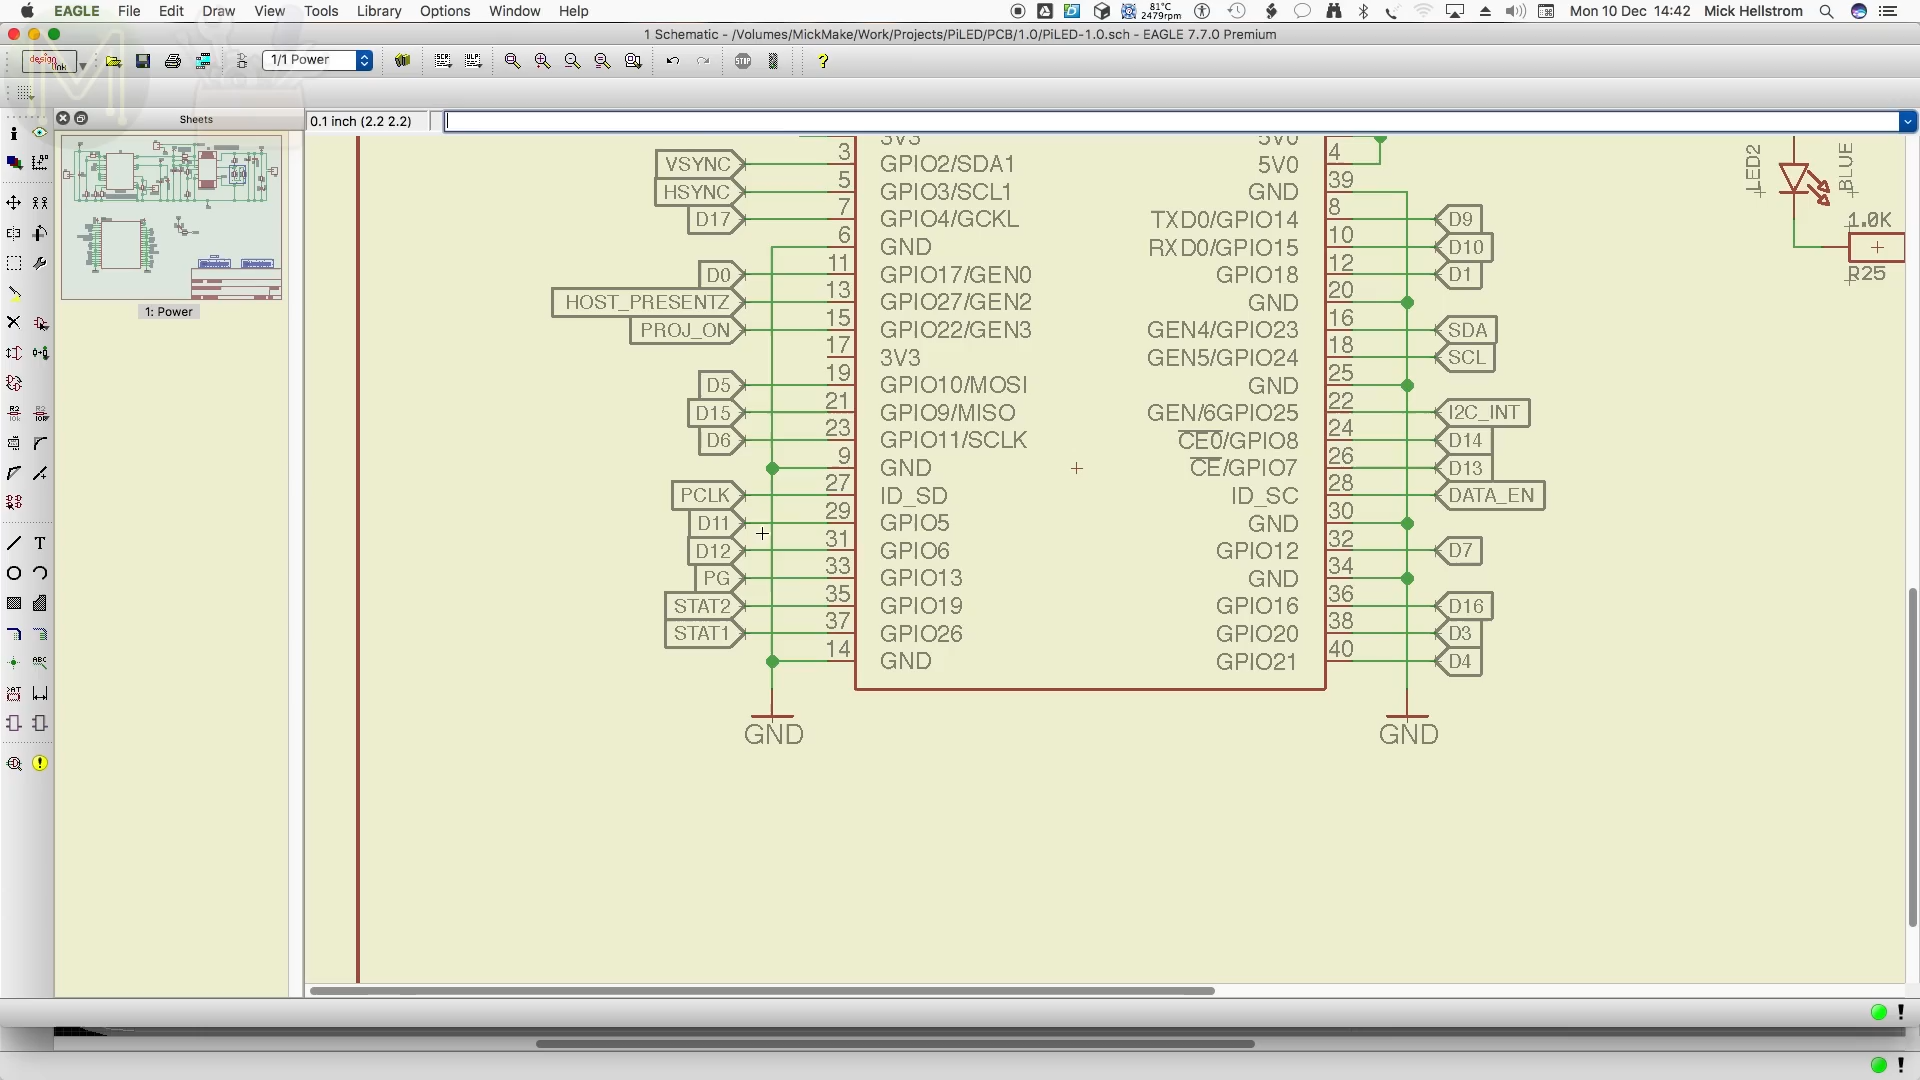 EAGLE File Edit Draw View Tools Library Options Window Help 81°C 2479rpm Mon 10 Dec 14:42 Mick Hellstrom
1 Schematic - /Volumes/MickMake/Work/Projects/PiLED/PCB/1.0/PiLED-1.0.sch - EAGLE 7.7.0 Premium
design link 1/1 Power SCR ULP STOP ?
Sheets 0.1 inch (2.2 2.2)
1: Power
3V3 5V0
VSYNC 3 GPIO2/SDA1 5V0 4
HSYNC 5 GPIO3/SCL1 GND 39
D17 7 GPIO4/GCKL TXD0/GPIO14 8 D9
6 GND RXD0/GPIO15 10 D10
D0 11 GPIO17/GEN0 GPIO18 12 D1
HOST_PRESENTZ 13 GPIO27/GEN2 GND 20
PROJ_ON 15 GPIO22/GEN3 GEN4/GPIO23 16 SDA
17 3V3 GEN5/GPIO24 18 SCL
D5 19 GPIO10/MOSI GND 25
D15 21 GPIO9/MISO GEN/6GPIO25 22 I2C_INT
D6 23 GPIO11/SCLK CE0/GPIO8 24 D14
9 GND CE/GPIO7 26 D13
PCLK 27 ID_SD ID_SC 28 DATA_EN
D11 29 GPIO5 GND 30
D12 31 GPIO6 GPIO12 32 D7
PG 33 GPIO13 GND 34
STAT2 35 GPIO19 GPIO16 36 D16
STAT1 37 GPIO26 GPIO20 38 D3
14 GND GPIO21 40 D4
GND GND
LED2 BLUE
1.0K
R25